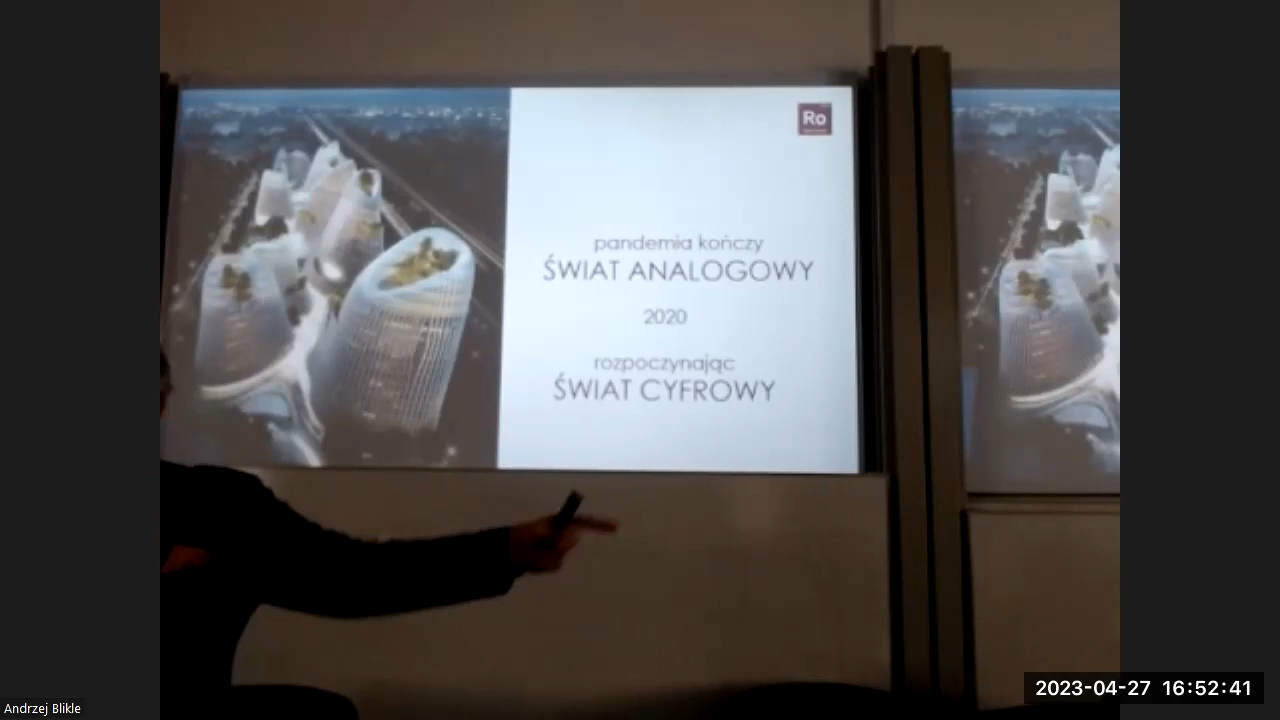 Ro
pandemia kończy
ŚWIAT ANALOGOWY
2020
rozpoczynając
ŚWIAT CYFROWY
Andrzej Blikle
2023-04-27 16:52:41